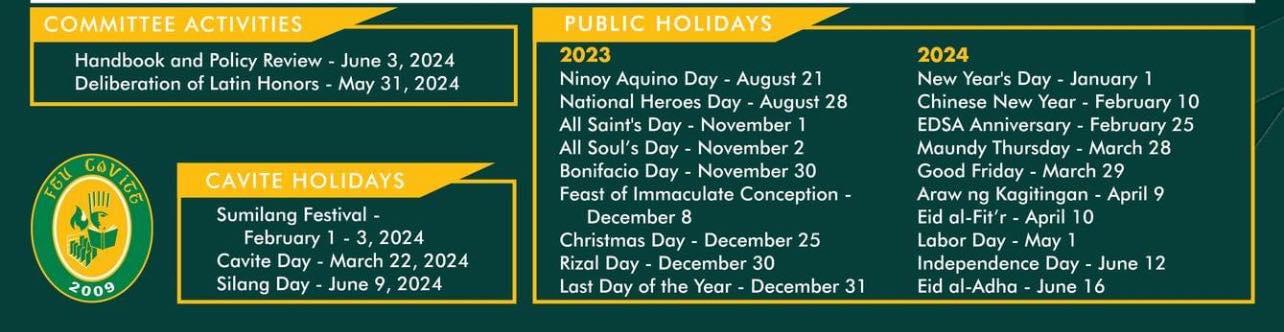 COMMITTEE ACTIVITIES
Handbook and Policy Review - June 3, 2024
Deliberation of Latin Honors - May 31, 2024
FEU CAVITE
2009
CAVITE HOLIDAYS
Sumilang Festival -
February 1 - 3, 2024
Cavite Day - March 22, 2024
Silang Day - June 9, 2024
PUBLIC HOLIDAYS
2023
Ninoy Aquino Day - August 21
National Heroes Day - August 28
All Saint's Day - November 1
All Soul's Day - November 2
Bonifacio Day - November 30
Feast of Immaculate Conception -
December 8
Christmas Day - December 25
Rizal Day - December 30
Last Day of the Year - December 31
2024
New Year's Day - January 1
Chinese New Year - February 10
EDSA Anniversary - February 25
Maundy Thursday - March 28
Good Friday - March 29
Araw ng Kagitingan - April 9
Eid al-Fit'r - April 10
Labor Day - May 1
Independence Day - June 12
Eid al-Adha - June 16